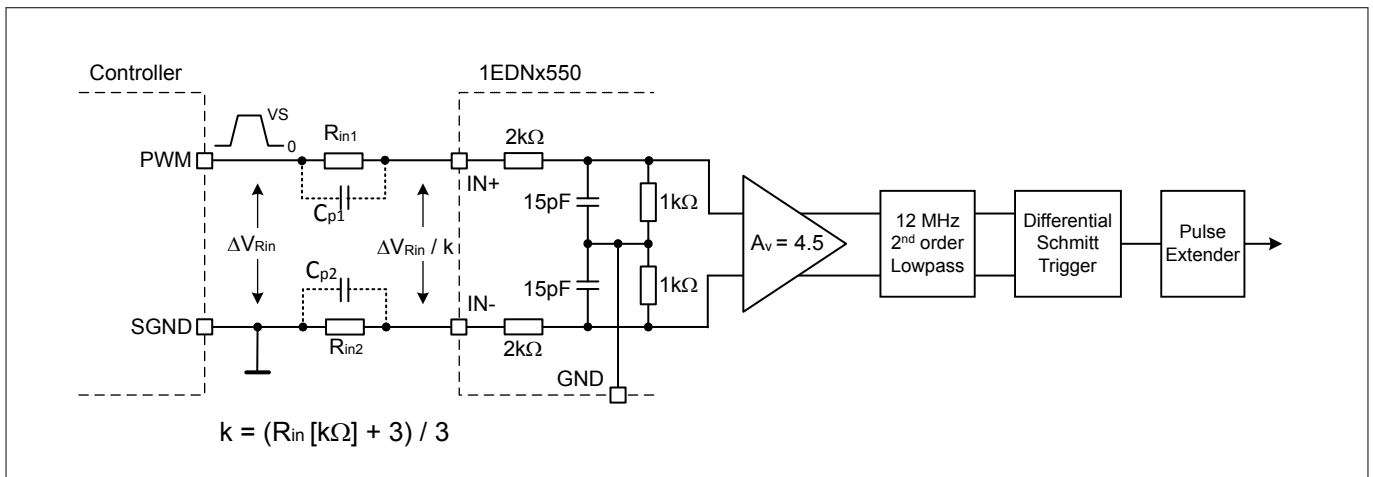 Controller
1EDNx550
VS
0
Rin1
2kΩ
PWM
IN+
Cp1
15pF
1kΩ
ΔVRin
ΔVRin / k
Av = 4.5
12 MHz
2nd order
Lowpass
Differential
Schmitt
Trigger
Pulse
Extender
Cp2
15pF
1kΩ
IN-
SGND
Rin2
2kΩ
GND
k = (Rin [kΩ] + 3) / 3